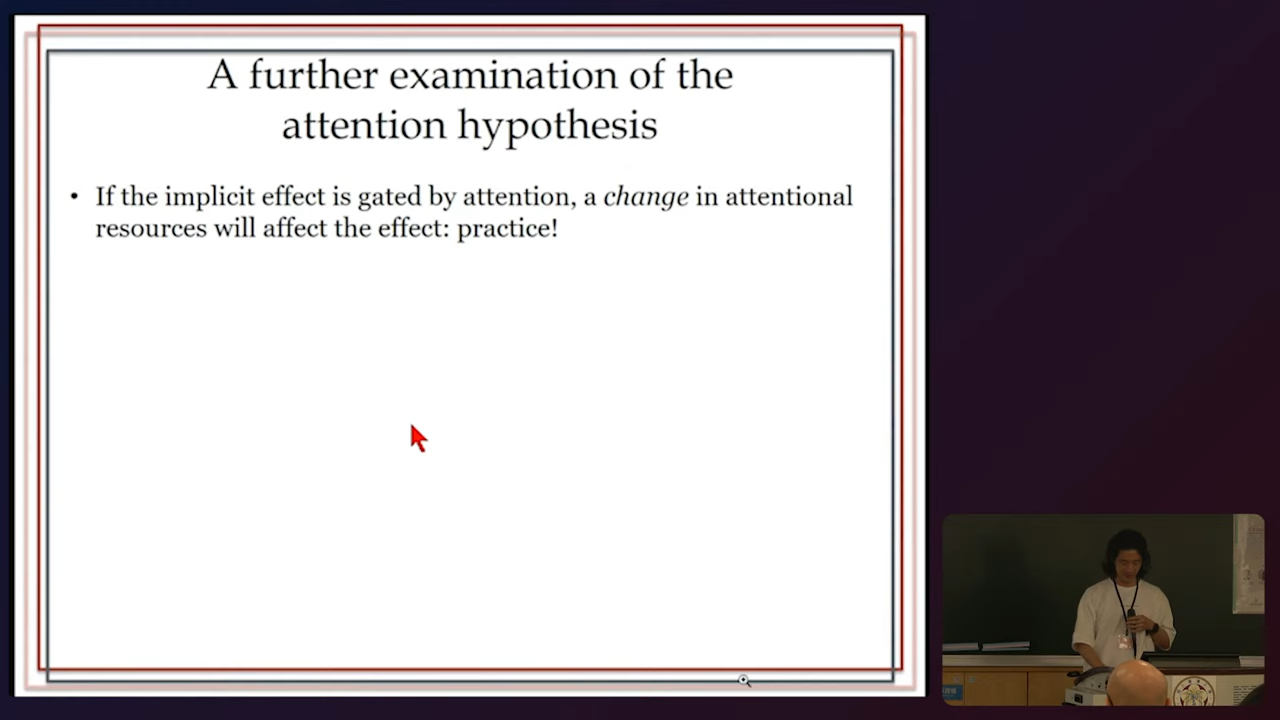 A further examination of the
attention hypothesis
• If the implicit effect is gated by attention, a change in attentional
resources will affect the effect: practice!